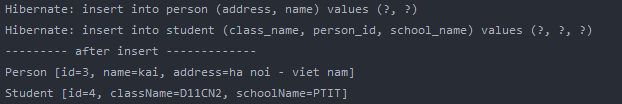 Hibernate: insert into person (address, name) values (?, ?)
Hibernate: insert into student (class_name, person_id, school_name) values (?, ?, ?)
--------- after insert -------------
Person [id=3, name=kai, address=ha noi - viet nam]
Student [id=4, className=D11CN2, schoolName=PTIT]